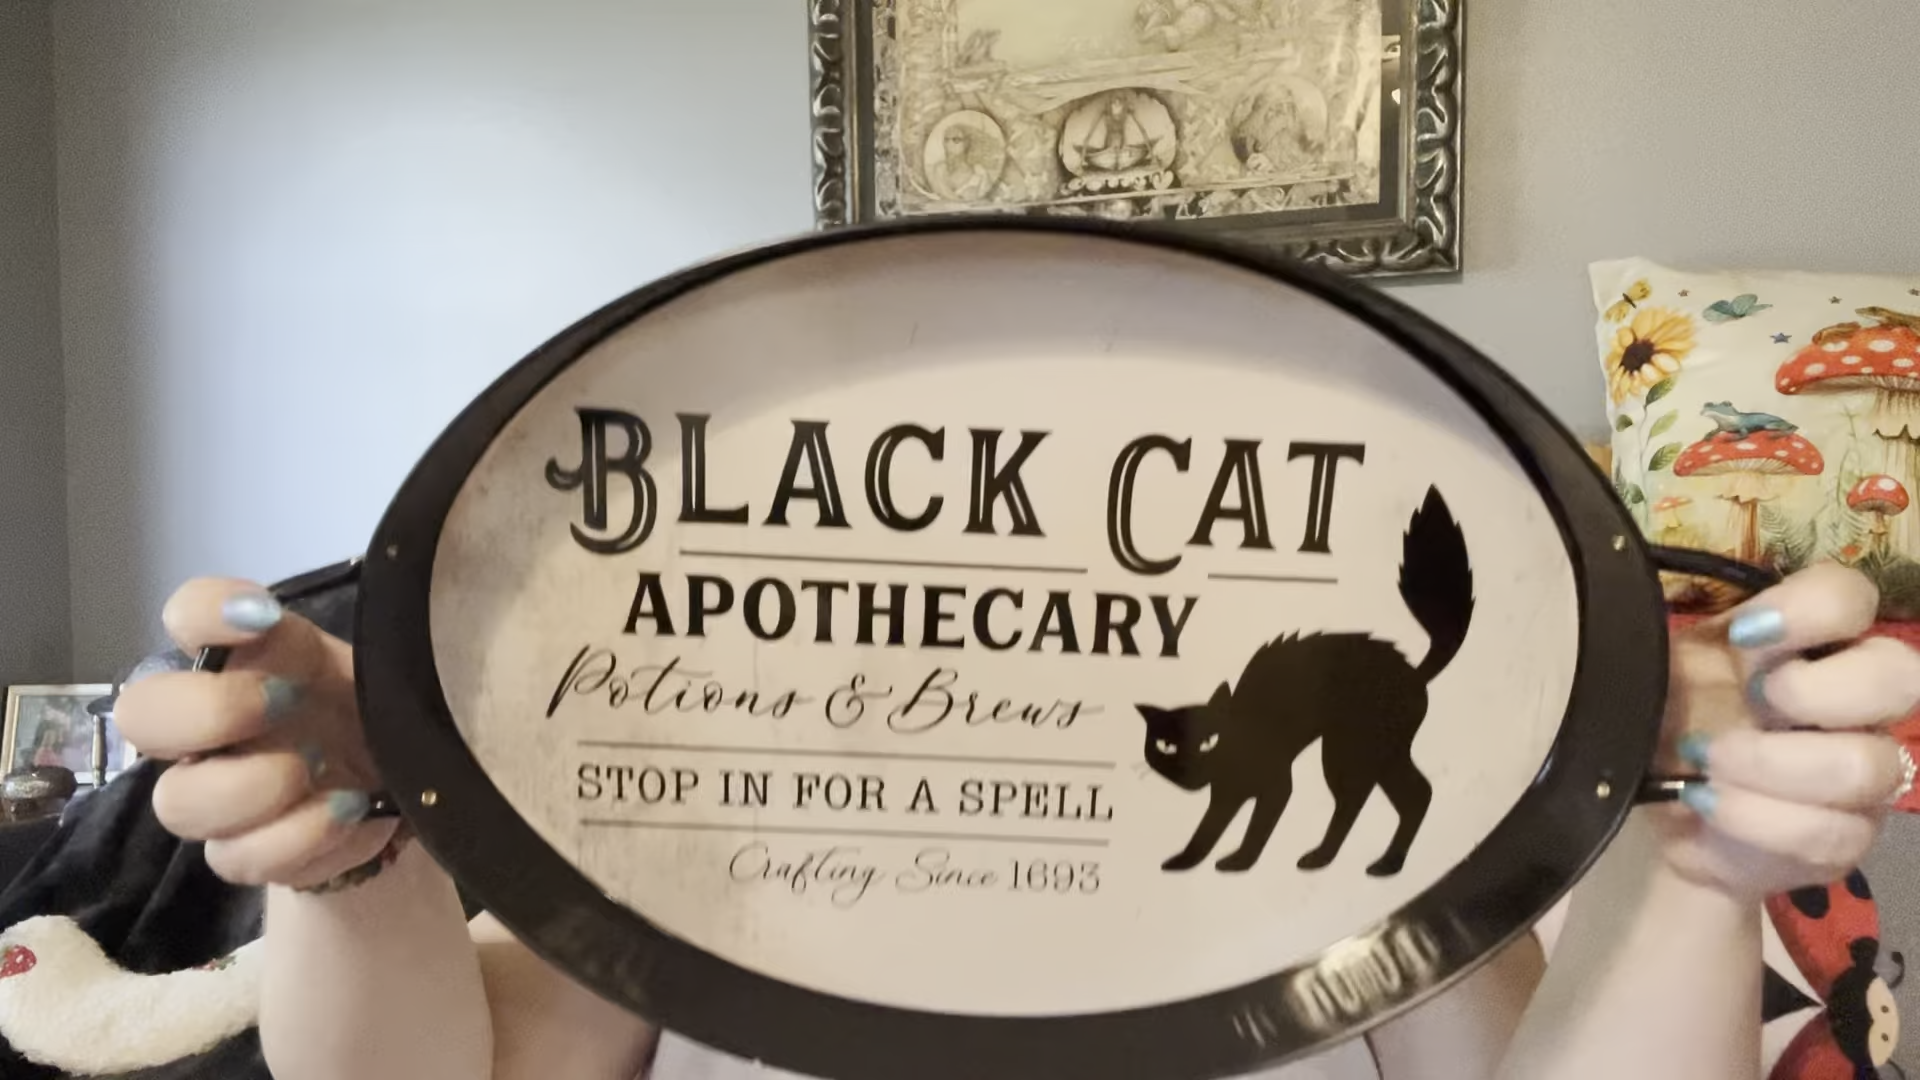 BLACK CAT
APOTHECARY
Potions & Brews
STOP IN FOR A SPELL
Crafting Since 1693